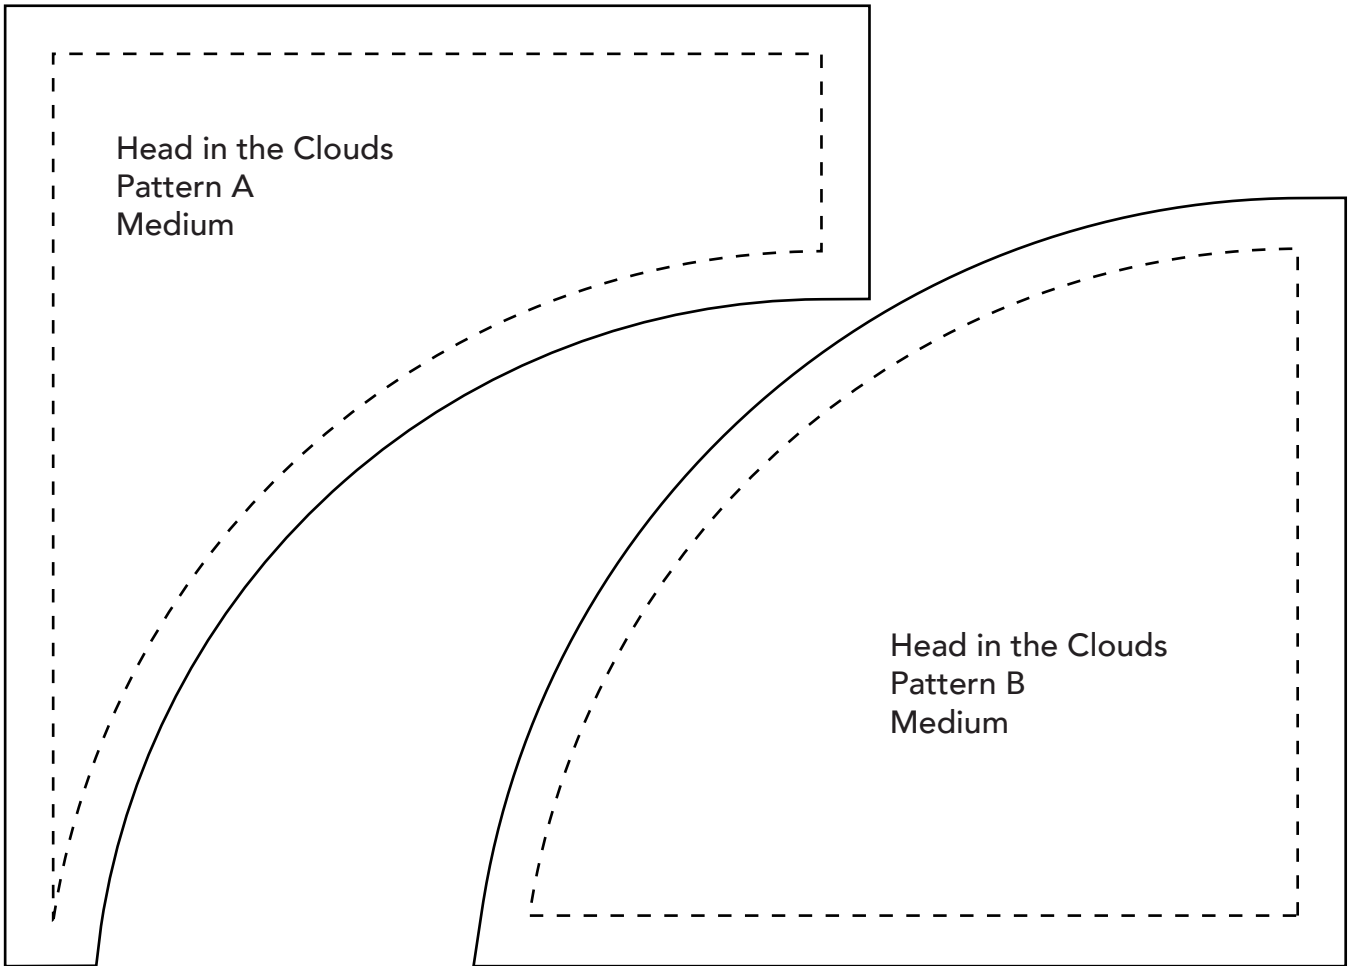 Head in the Clouds
Pattern A
Medium
Head in the Clouds
Pattern B
Medium